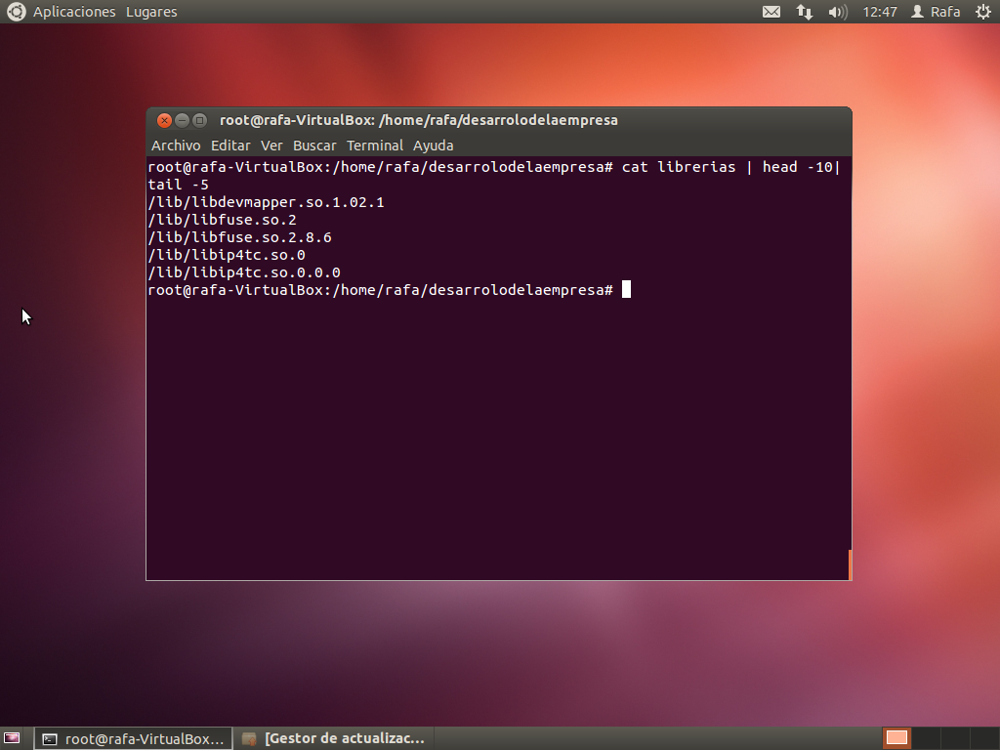 Aplicaciones Lugares 12:47 Rafa
root@rafa-VirtualBox: /home/rafa/desarrolodelaempresa
Archivo Editar Ver Buscar Terminal Ayuda
root@rafa-VirtualBox:/home/rafa/desarrolodelaempresa# cat librerias | head -10|
tail -5
/lib/libdevmapper.so.1.02.1
/lib/libfuse.so.2
/lib/libfuse.so.2.8.6
/lib/libip4tc.so.0
/lib/libip4tc.so.0.0.0
root@rafa-VirtualBox:/home/rafa/desarrolodelaempresa#
root@rafa-VirtualBox... [Gestor de actualizac...